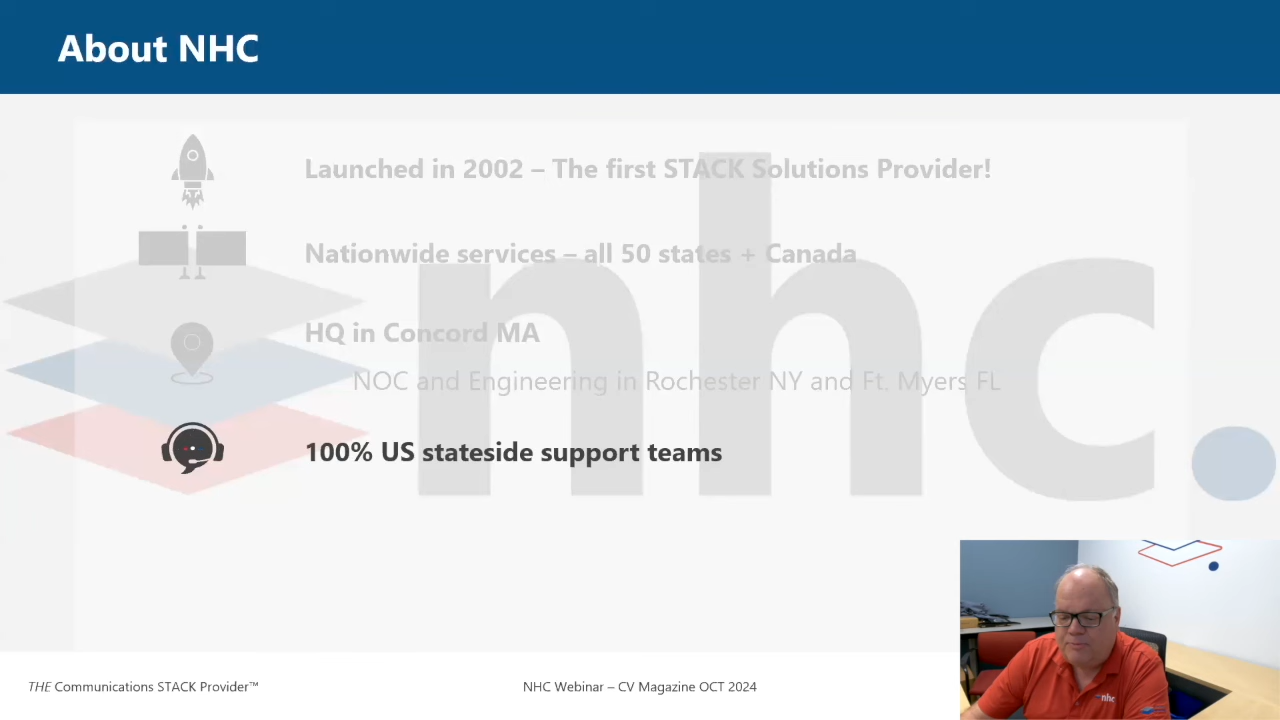 About NHC
Launched in 2002 – The first STACK Solutions Provider!
Nationwide services – all 50 states + Canada
HQ in Concord MA
NOC and Engineering in Rochester NY and Ft. Myers FL
100% US stateside support teams
nhc.
nhc
THE Communications STACK Provider™
NHC Webinar – CV Magazine OCT 2024